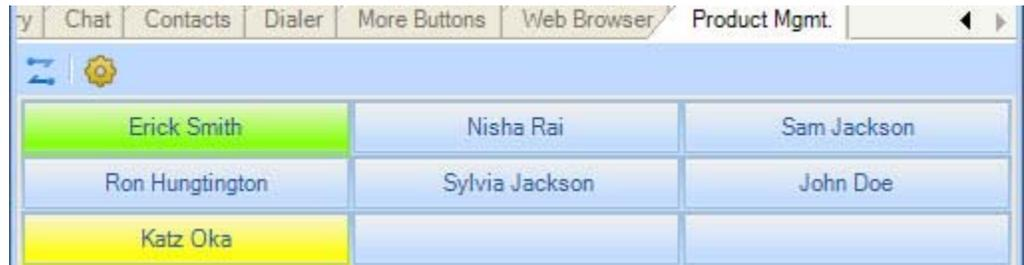 y Chat Contacts Dialer More Buttons Web Browser Product Mgmt.
Erick Smith Nisha Rai Sam Jackson
Ron Hungtington Sylvia Jackson John Doe
Katz Oka